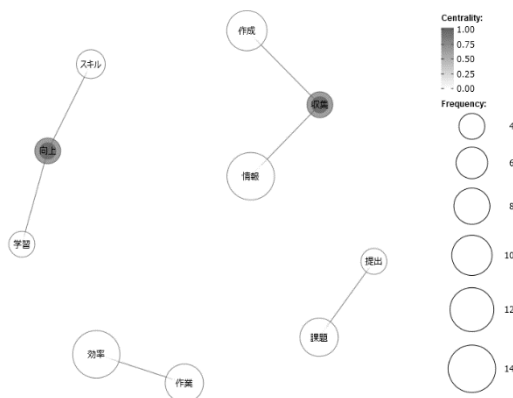 作成
スキル
収集
向上
情報
学習
提出
課題
効率
作業
Centrality:
1.00
0.75
0.50
0.25
0.00
Frequency:
4
6
8
10
12
14